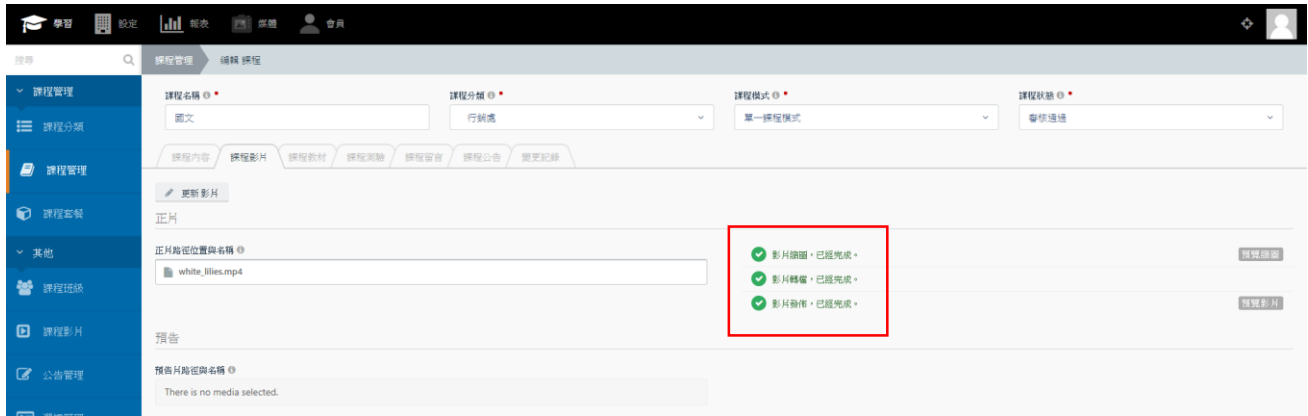 學習 設定 報表 媒體 會員
搜尋
課程管理 編輯 課程
課程管理
課程分類
課程管理
課程套餐
其他
課程班級
課程影片
公告管理
課程名稱 *
國文
課程分類 *
行銷處
課程模式 *
單一課程模式
課程狀態 *
審核通過
課程內容 課程影片 課程教材 課程測驗 課程留言 課程公告 變更記錄
更新 影片
正片
正片路徑位置與名稱
white_lilies.mp4
影片縮圖，已經完成。 預覽縮圖
影片轉檔，已經完成。
影片發佈，已經完成。 預覽影片
預告
預告片路徑與名稱
There is no media selected.